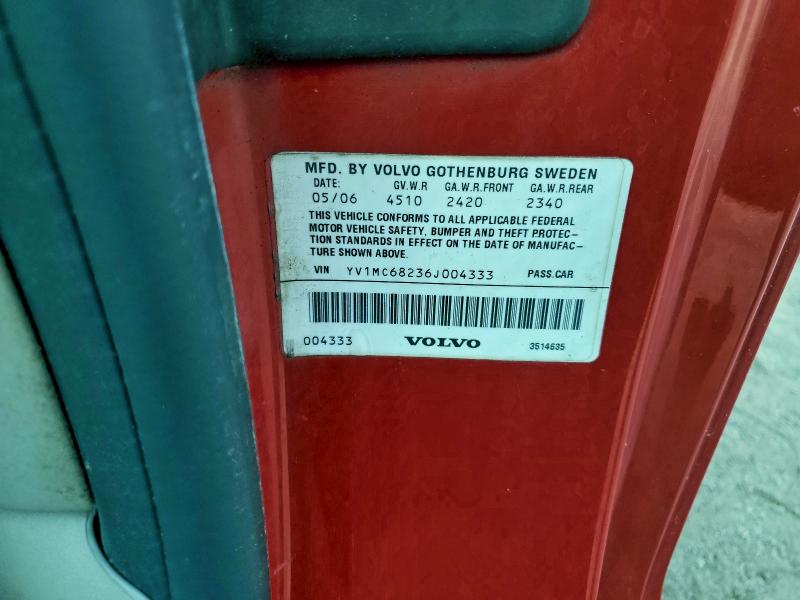 MFD. BY VOLVO GOTHENBURG SWEDEN
DATE: GV.W.R GA.W.R.FRONT GA.W.R.REAR
05/06 4510 2420 2340
THIS VEHICLE CONFORMS TO ALL APPLICABLE FEDERAL
MOTOR VEHICLE SAFETY, BUMPER AND THEFT PROTEC-
TION STANDARDS IN EFFECT ON THE DATE OF MANUFAC-
TURE SHOWN ABOVE.
VIN YV1MC68236J004333 PASS.CAR
004333 VOLVO 3514635